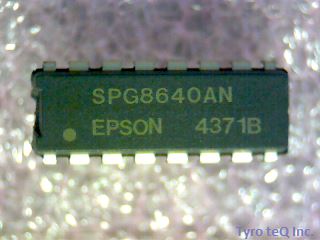 SPG8640AN
EPSON 4371B
Tyro teQ Inc.